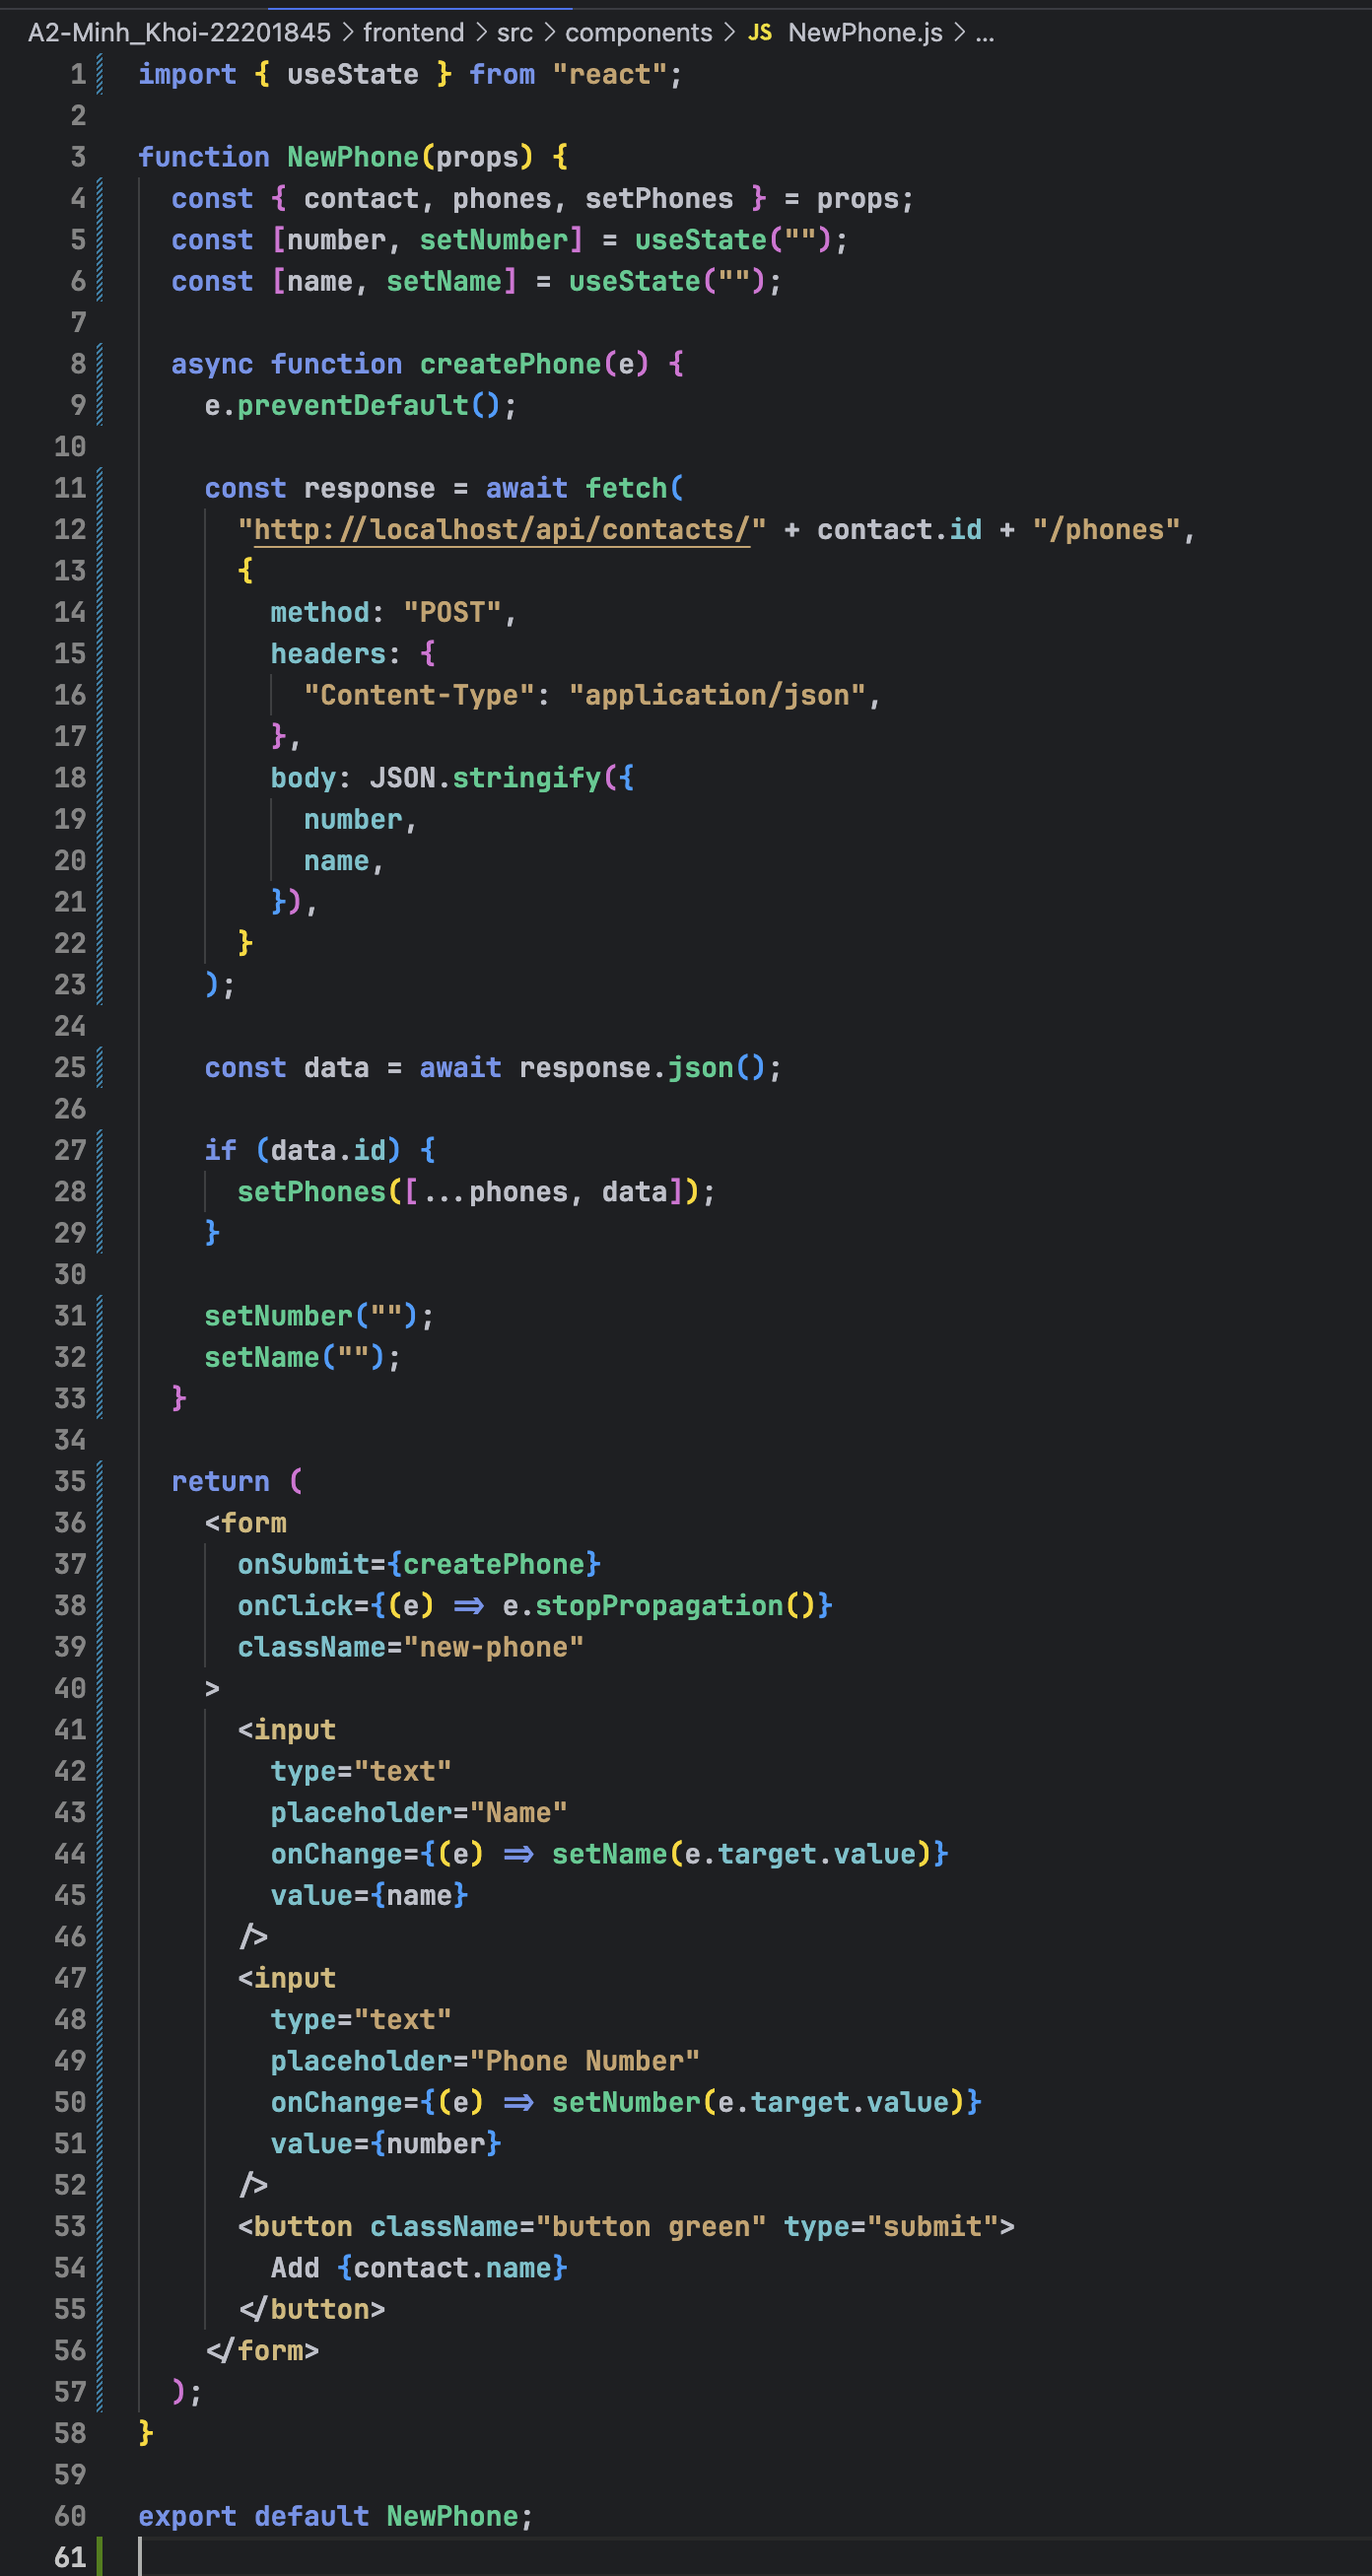 A2-Minh_Khoi-22201845 > frontend > src > components > JS NewPhone.js > ...
1 import { useState } from "react";
2
3 function NewPhone(props) {
4   const { contact, phones, setPhones } = props;
5   const [number, setNumber] = useState("");
6   const [name, setName] = useState("");
7
8   async function createPhone(e) {
9     e.preventDefault();
10
11     const response = await fetch(
12       "http://localhost/api/contacts/" + contact.id + "/phones",
13       {
14         method: "POST",
15         headers: {
16           "Content-Type": "application/json",
17         },
18         body: JSON.stringify({
19           number,
20           name,
21         }),
22       }
23     );
24
25     const data = await response.json();
26
27     if (data.id) {
28       setPhones([...phones, data]);
29     }
30
31     setNumber("");
32     setName("");
33   }
34
35   return (
36     <form
37       onSubmit={createPhone}
38       onClick={(e) => e.stopPropagation()}
39       className="new-phone"
40     >
41       <input
42         type="text"
43         placeholder="Name"
44         onChange={(e) => setName(e.target.value)}
45         value={name}
46       />
47       <input
48         type="text"
49         placeholder="Phone Number"
50         onChange={(e) => setNumber(e.target.value)}
51         value={number}
52       />
53       <button className="button green" type="submit">
54         Add {contact.name}
55       </button>
56     </form>
57   );
58 }
59
60 export default NewPhone;
61